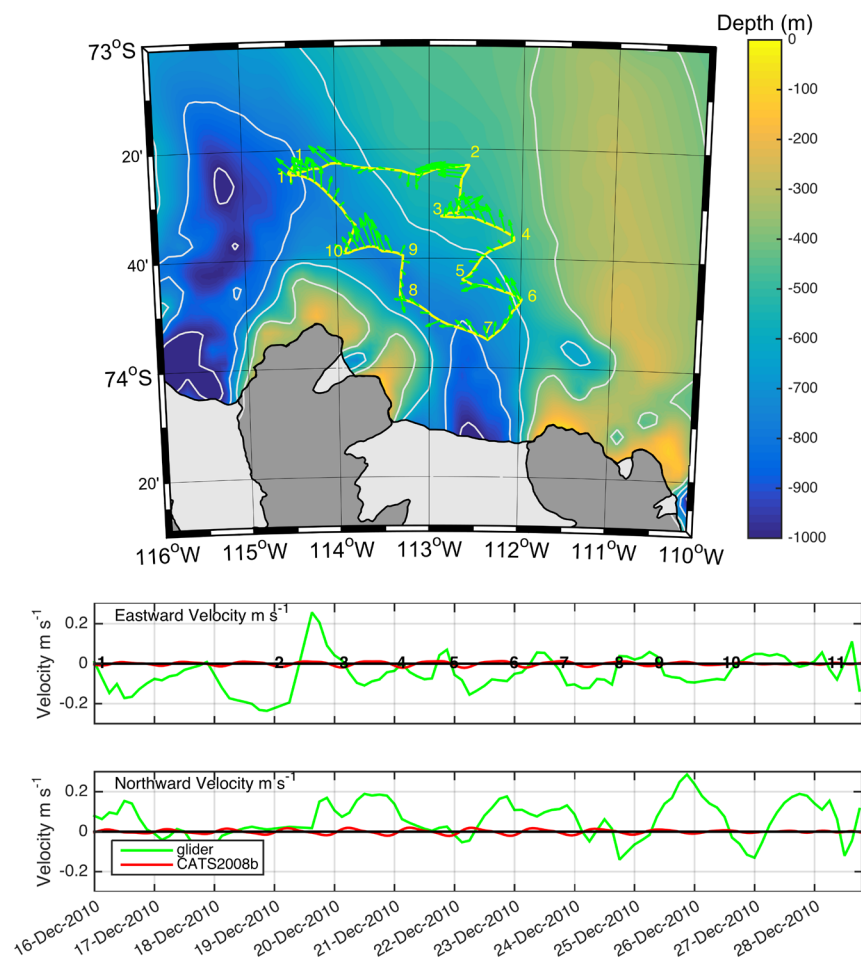 Depth (m)
73°S
0
-100
20'
1
2
11
-200
3
4
-300
40'
10
9
5
-400
8
6
-500
7
74°S
-600
-700
-800
20'
-900
-1000
116°W 115°W 114°W 113°W 112°W 111°W 110°W
Eastward Velocity m s-1
0.2
0
-0.2
Velocity m s-1
1 2 3 4 5 6 7 8 9 10 11
Northward Velocity m s-1
0.2
0
-0.2
Velocity m s-1
glider
CATS2008b
16-Dec-2010
17-Dec-2010
18-Dec-2010
19-Dec-2010
20-Dec-2010
21-Dec-2010
22-Dec-2010
23-Dec-2010
24-Dec-2010
25-Dec-2010
26-Dec-2010
27-Dec-2010
28-Dec-2010